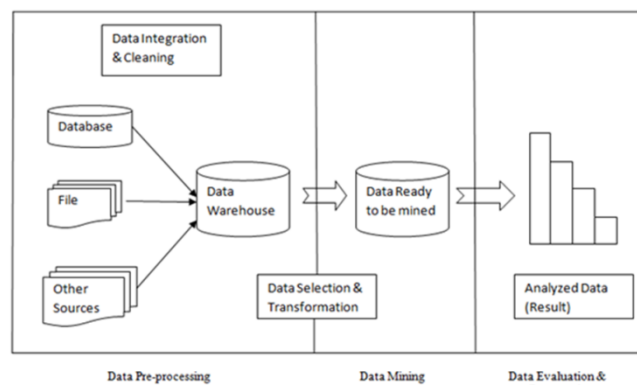 Data Integration
& Cleaning
Database
File
Other
Sources
Data
Warehouse
Data Selection &
Transformation
Data Ready
to be mined
Analyzed Data
(Result)
Data Pre-processing
Data Mining
Data Evaluation &